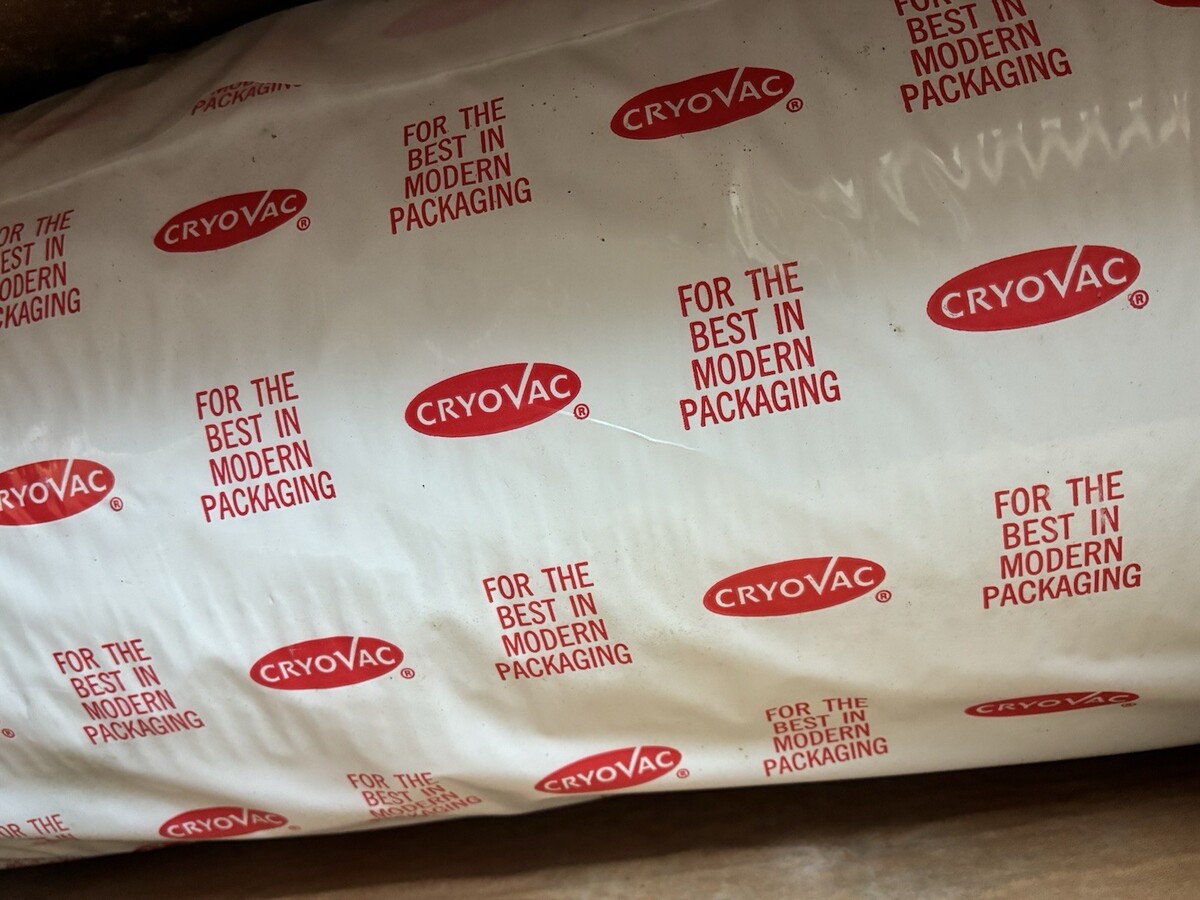 PACKAGING
FOR THE
BEST IN
MODERN
PACKAGING
CRYOVAC®
FOR
BEST IN
MODERN
PACKAGING
THE
IN
CRYOVAC®
FOR THE
BEST IN
MODERN
PACKAGING
CRYOVAC®
FOR THE
BEST IN
MODERN
PACKAGING
CRYOVAC®
®
FOR THE
BEST IN
MODERN
PACKAGING
CRYOVAC®
FOR THE
BEST IN
MODERN
PACKAGING
FOR THE
BEST IN
MODERN
PACKAGING
CRYOVAC®
FOR THE
BEST IN
MODERN
PACKAGING
CRYOVAC®
FOR THE
BEST IN
MODERN
PACKAGING
CRYOVAC®
®
THE
CRYOVAC®
FOR THE
BEST IN
MODERN